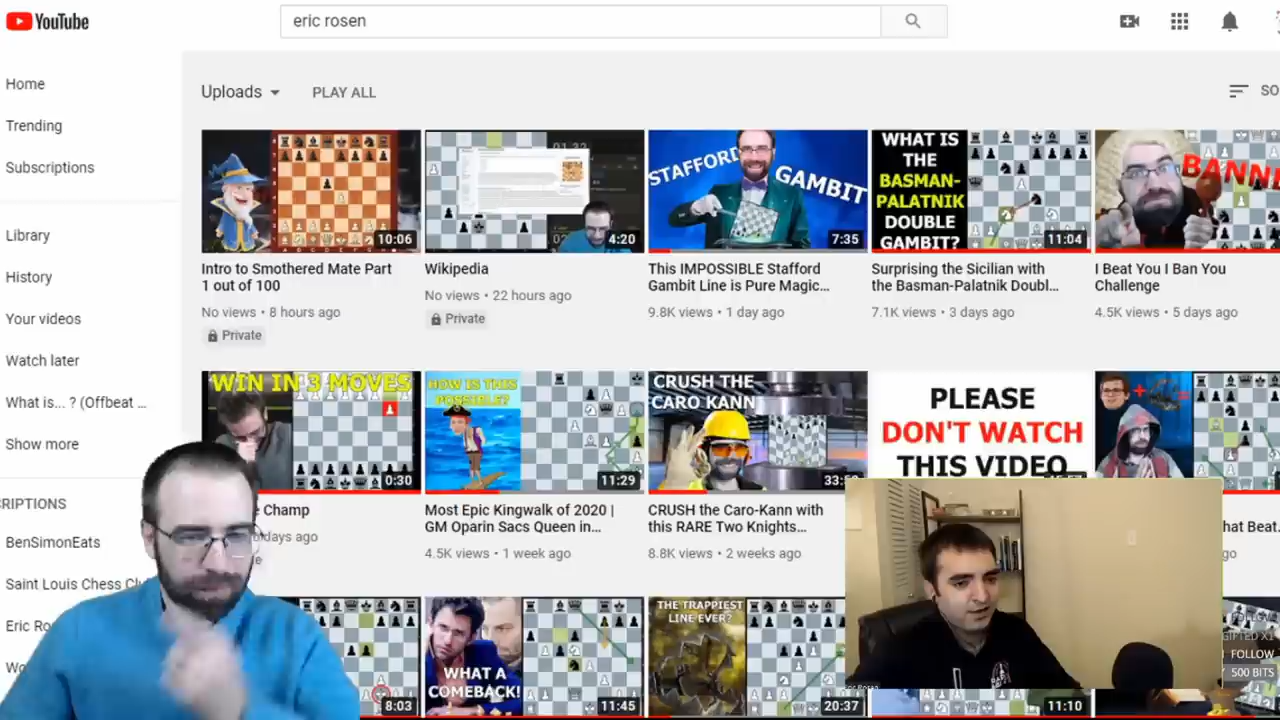 YouTube
eric rosen
Home
Trending
Subscriptions
Library
History
Your videos
Watch later
What is... ? (Offbeat ...
Show more
CRIPTIONS
BenSimonEats
Saint Louis Chess Cl
Eric Ro
Wo
Uploads
PLAY ALL
SO
10:06
Intro to Smothered Mate Part
1 out of 100
No views • 8 hours ago
Private
4:20
Wikipedia
No views • 22 hours ago
Private
STAFFORD
GAMBIT
7:35
This IMPOSSIBLE Stafford
Gambit Line is Pure Magic...
9.8K views • 1 day ago
WHAT IS
THE
BASMAN-
PALATNIK
DOUBLE
GAMBIT?
11:04
Surprising the Sicilian with
the Basman-Palatnik Doubl...
7.1K views • 3 days ago
BANN
I Beat You I Ban You
Challenge
4.5K views • 5 days ago
WIN IN 3 MOVES
0:30
Champ
days ago
HOW IS THIS
POSSIBLE?
11:29
Most Epic Kingwalk of 2020 |
GM Oparin Sacs Queen in...
4.5K views • 1 week ago
CRUSH THE
CARO KANN
33:5
CRUSH the Caro-Kann with
this RARE Two Knights...
8.8K views • 2 weeks ago
PLEASE
DON'T WATCH
THIS VIDEO
hat Beat.
go
8:03
WHAT A
COMEBACK!
11:45
THE TRAPPIEST
LINE EVER?
20:37
11:10
GIFTED X1
FOLLOW
500 BITS